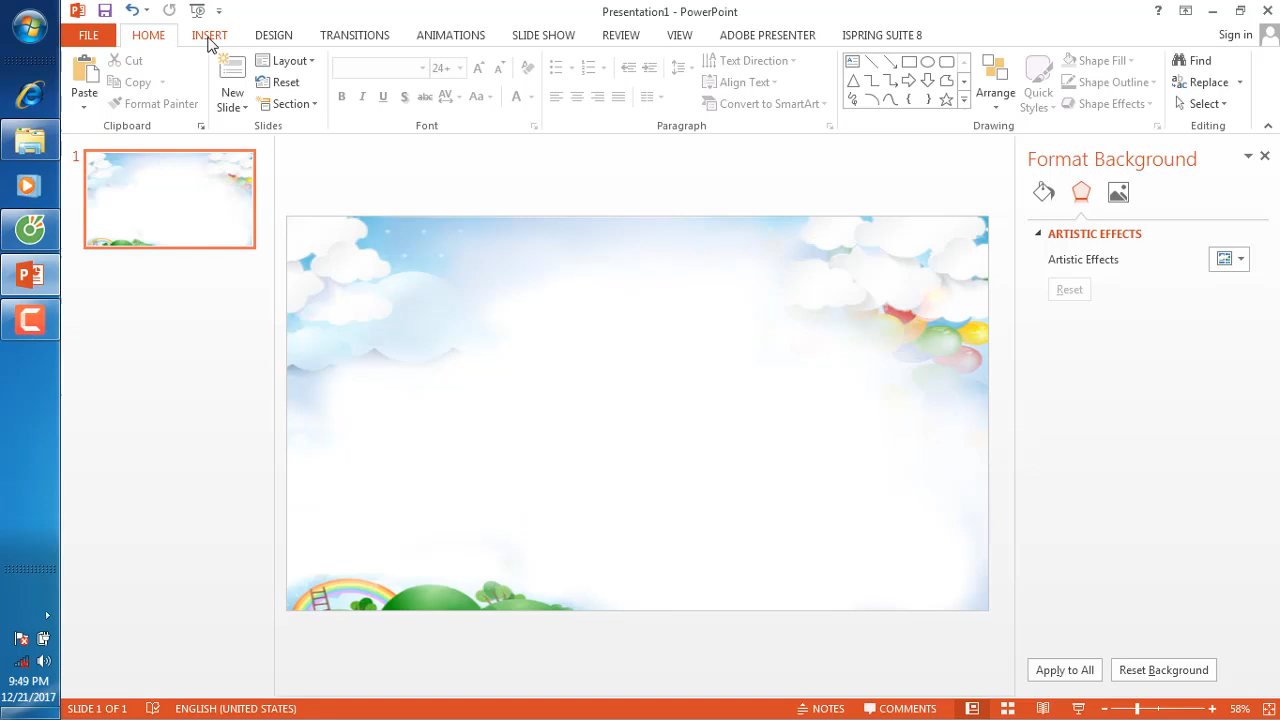 Presentation1 - PowerPoint
Sign in
FILE
HOME
INSERT
DESIGN
TRANSITIONS
ANIMATIONS
SLIDE SHOW
REVIEW
VIEW
ADOBE PRESENTER
ISPRING SUITE 8
Paste
Cut
Copy
Format Painter
Clipboard
New
Slide
Layout
Reset
Section
Slides
24+
B I U S abc AV Aa A
Font
Text Direction
Align Text
Convert to SmartArt
Paragraph
Arrange
Quick
Styles
Shape Fill
Shape Outline
Shape Effects
Drawing
Find
Replace
Select
Editing
1
Format Background
ARTISTIC EFFECTS
Artistic Effects
Reset
Apply to All
Reset Background
9:49 PM
12/21/2017
SLIDE 1 OF 1
ENGLISH (UNITED STATES)
NOTES
COMMENTS
58%